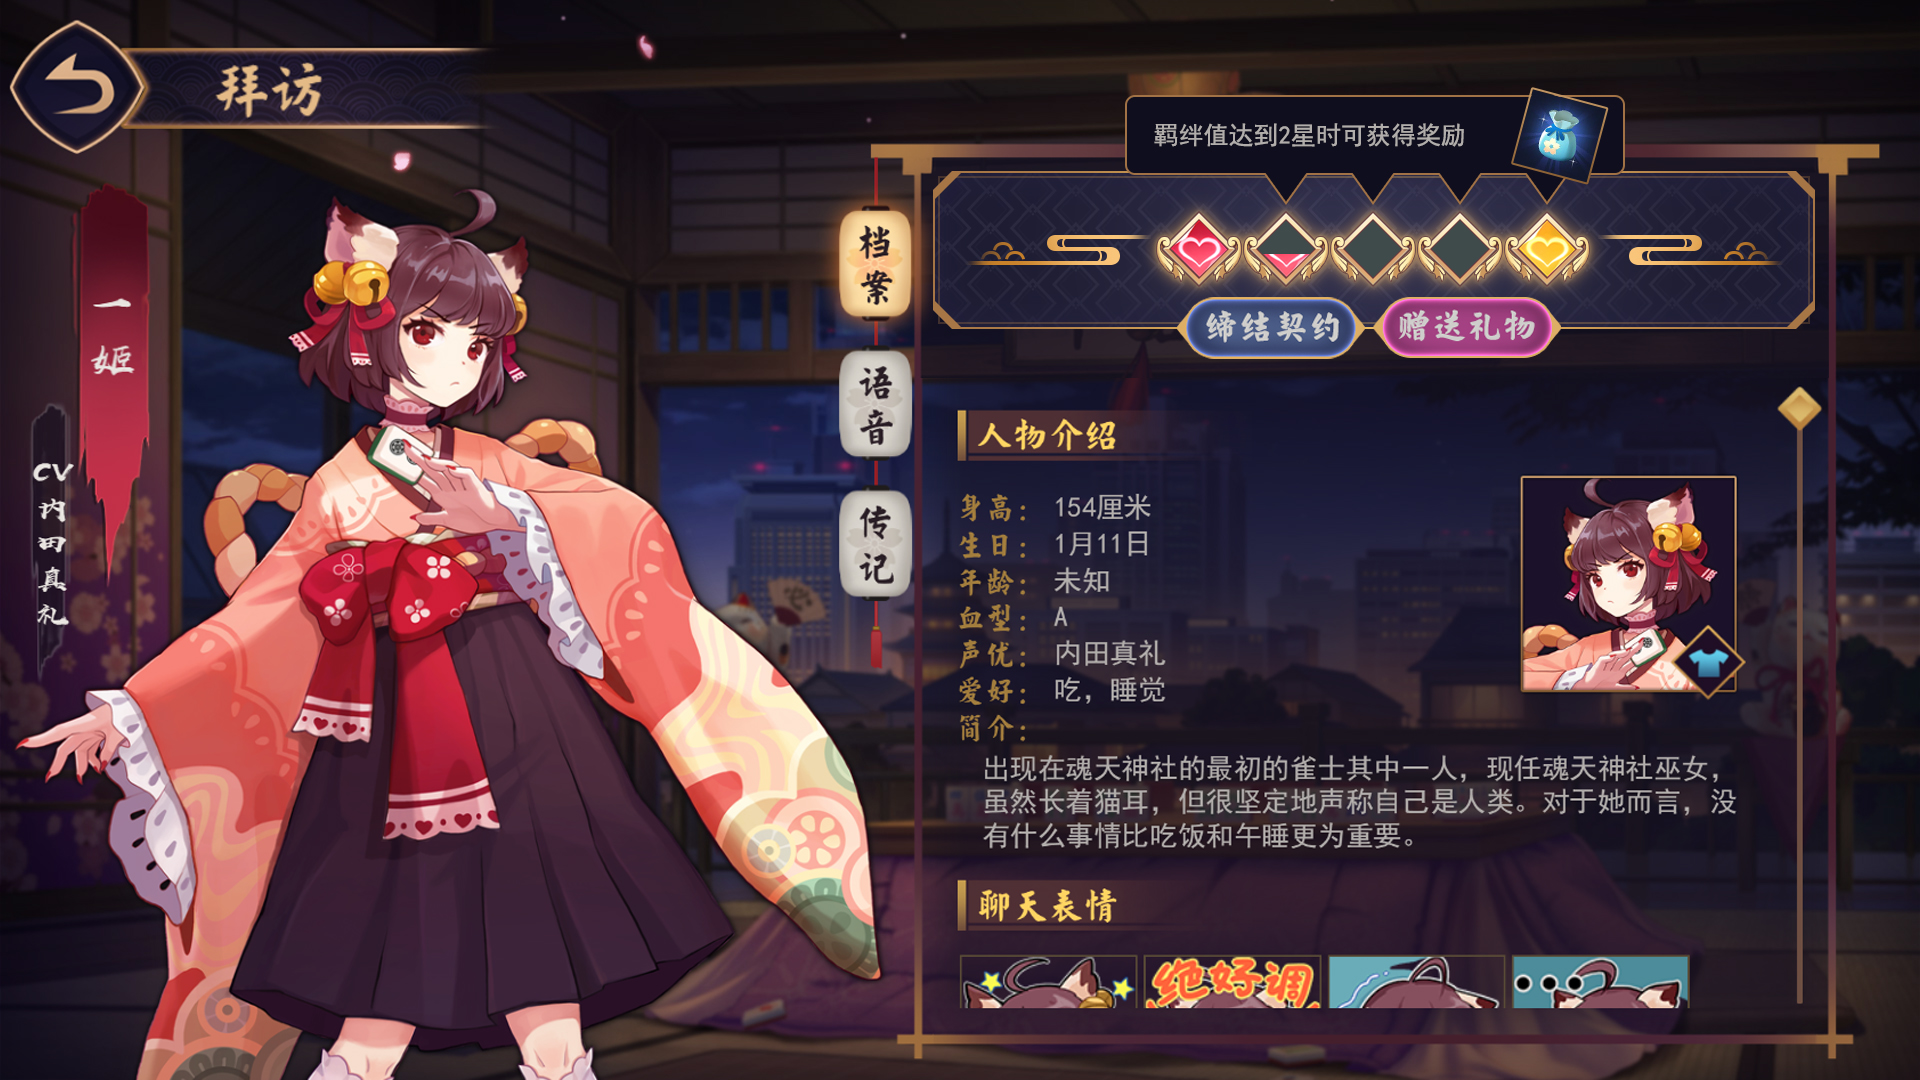 拜访
羁绊值达到2星时可获得奖励
一姬
CV内田真礼
档案
语音
传记
缔结契约
赠送礼物
人物介绍
身高： 154厘米
生日： 1月11日
年龄： 未知
血型： A
声优： 内田真礼
爱好： 吃，睡觉
简介：
出现在魂天神社的最初的雀士其中一人，现任魂天神社巫女，
虽然长着猫耳，但很坚定地声称自己是人类。对于她而言，没
有什么事情比吃饭和午睡更为重要。
聊天表情
绝好调